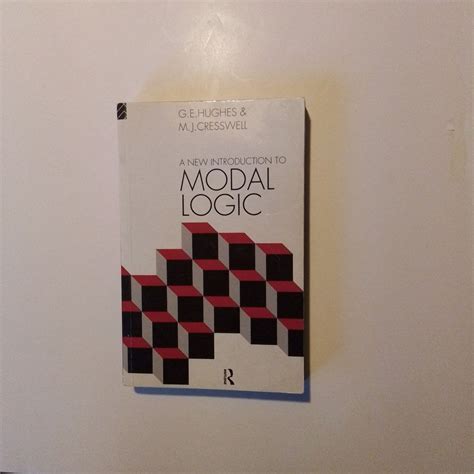 G.E.HUGHES &
M.J.CRESSWELL
A NEW INTRODUCTION TO
MODAL
LOGIC
R